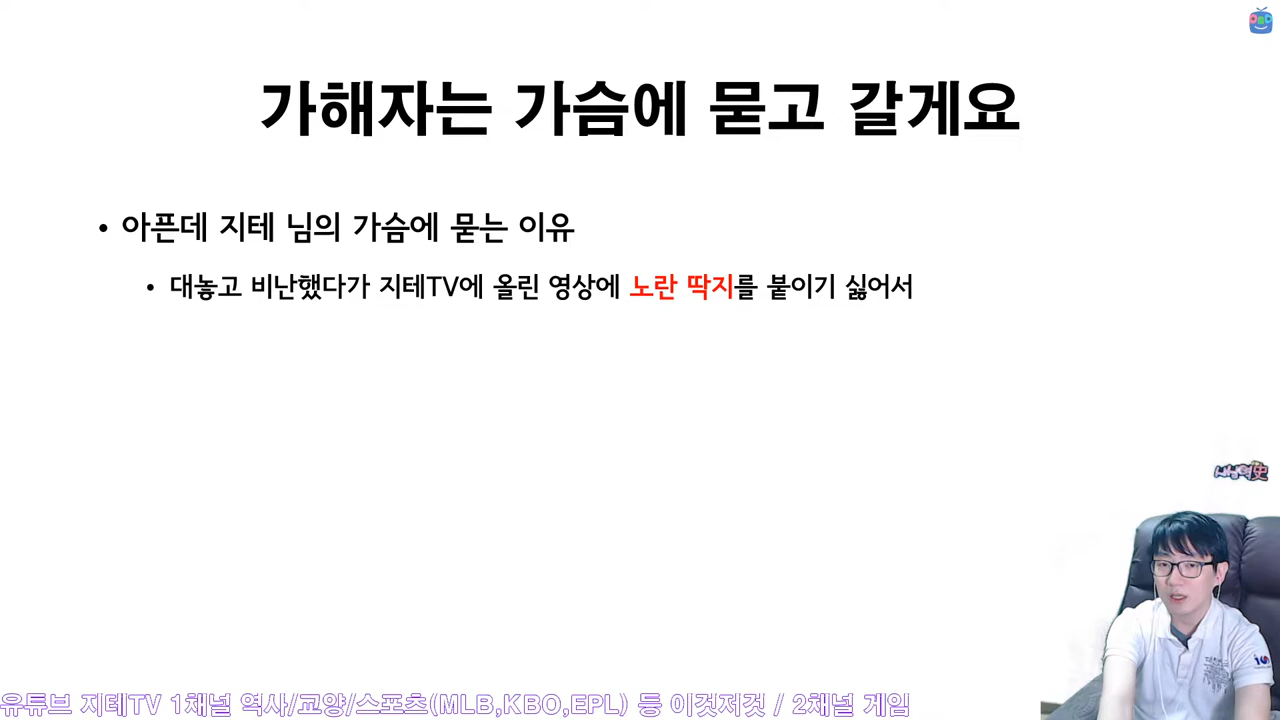 가해자는 가슴에 묻고 갈게요
• 아픈데 지테 님의 가슴에 묻는 이유
• 대놓고 비난했다가 지테TV에 올린 영상에 노란 딱지를 붙이기 싫어서
유튜브 지테TV 1채널 역사/교양/스포츠(MLB,KBO,EPL) 등 이것저것 / 2채널 게임